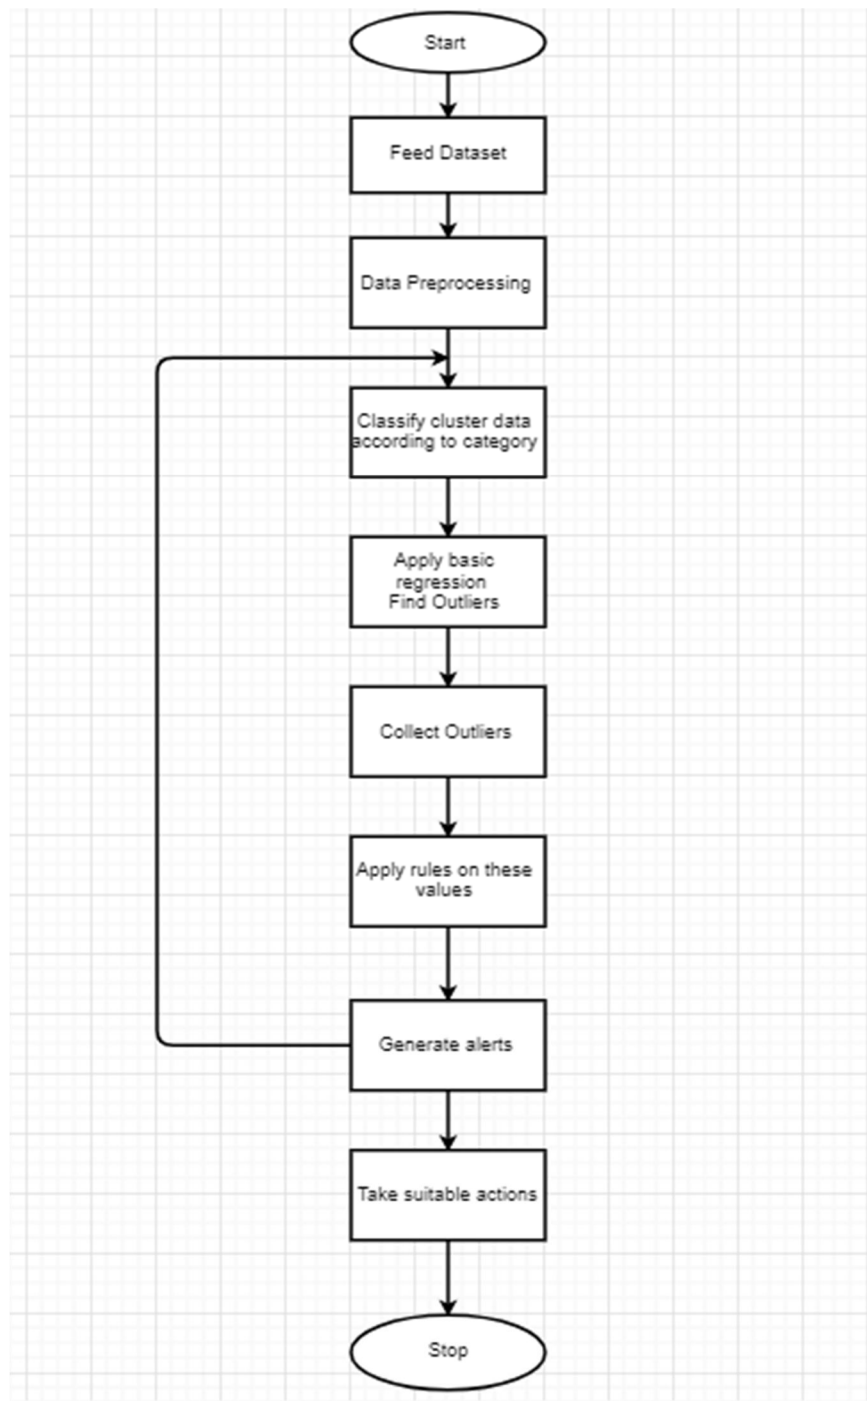 Start
Feed Dataset
Data Preprocessing
Classify cluster data
according to category
Apply basic
regression
Find Outliers
Collect Outliers
Apply rules on these
values
Generate alerts
Take suitable actions
Stop